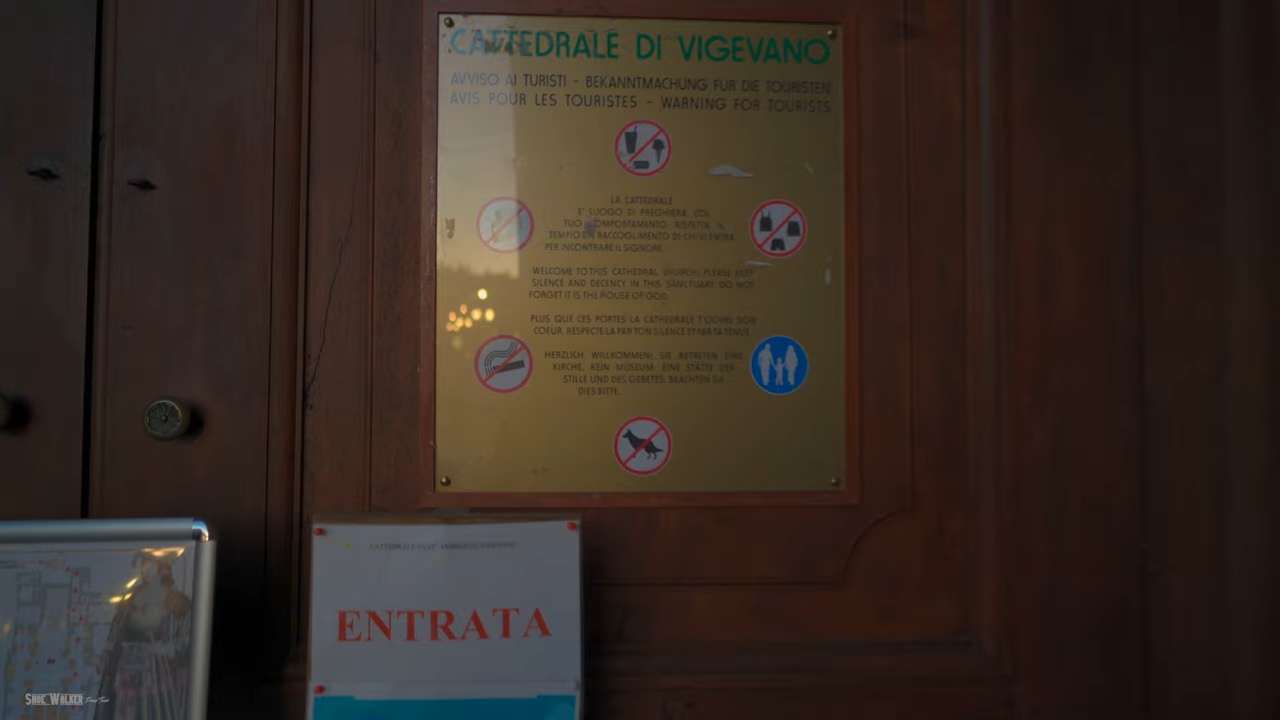 CATTEDRALE DI VIGEVANO
AVVISO AI TURISTI - BEKANNTMACHUNG FÜR DIE TOURISTEN
AVIS POUR LES TOURISTES - WARNING FOR TOURISTS
LA CATTEDRALE
E' LUOGO DI PREGHIERA. COL
TUO COMPORTAMENTO RISPETTA IL
TEMPIO E IL RACCOGLIMENTO DI CHI VI ENTRA
PER INCONTRARE IL SIGNORE.
WELCOME TO THIS CATHEDRAL (CHURCH) PLEASE KEEP
SILENCE AND DECENCY IN THIS SANCTUARY DO NOT
FORGET IT IS THE HOUSE OF GOD
PLUS QUE CES PORTES LA CATHEDRALE T'OUVRE SON
COEUR. RESPECTE-LA PAR TON SILENCE ET PAR TA TENUE.
HERZLICH WILLKOMMEN! SIE BETRETEN EINE
KIRCHE, KEIN MUSEUM: EINE STÄTTE DER
STILLE UND DES GEBETES. BEACHTEN SIE
DIES BITTE.
ENTRATA
SHOE WALKER